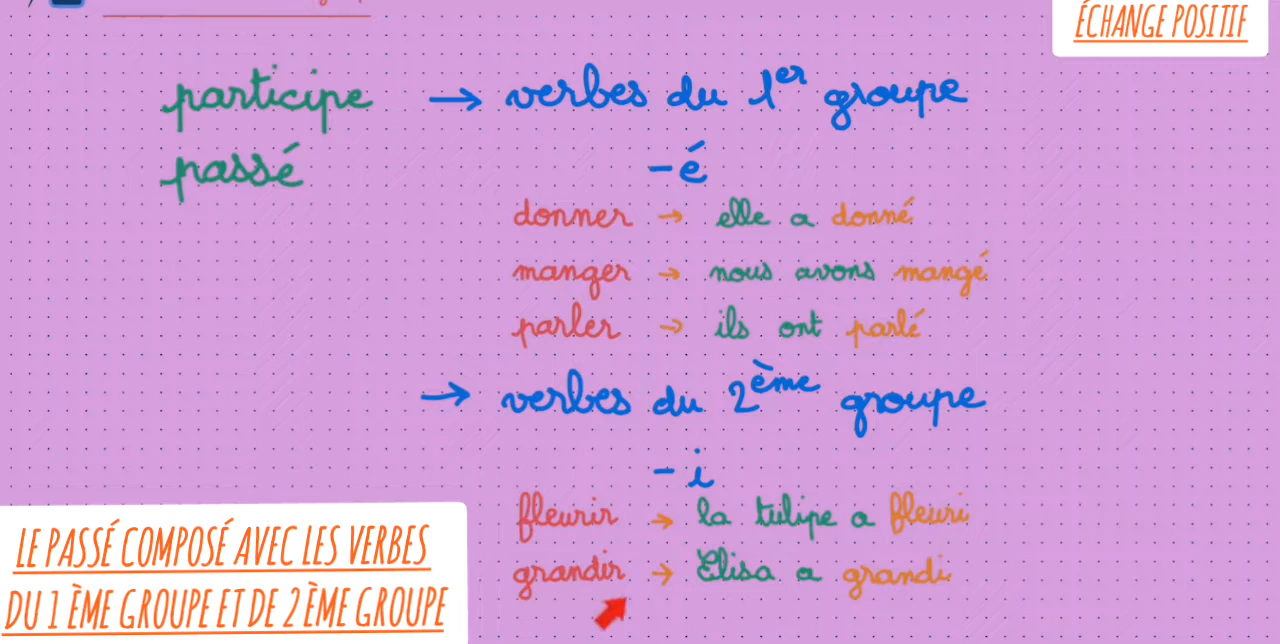 ÉCHANGE POSITIF
participe → verbes du 1er groupe
passé
-é
donner → elle a donné
manger → nous avons mangé
parler → ils ont parlé
→ verbes du 2ème groupe
-i
fleurir → la tulipe a fleuri
grandir → Elisa a grandi
LE PASSÉ COMPOSÉ AVEC LES VERBES
DU 1 ÈME GROUPE ET DE 2 ÈME GROUPE